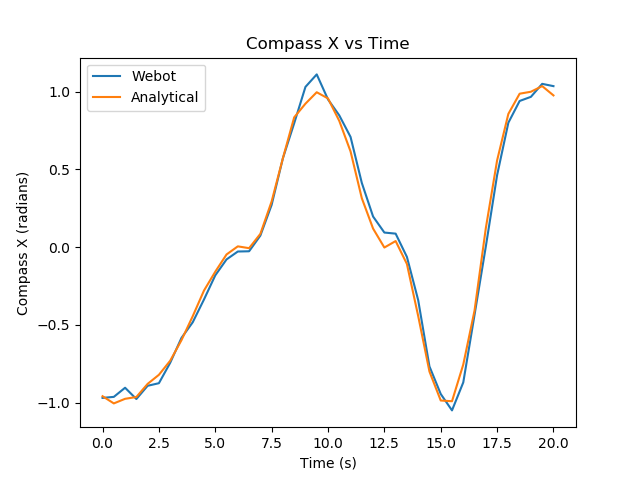 Compass X vs Time
Webot
Analytical
1.0
0.5
0.0
−0.5
−1.0
Compass X (radians)
0.0 2.5 5.0 7.5 10.0 12.5 15.0 17.5 20.0
Time (s)